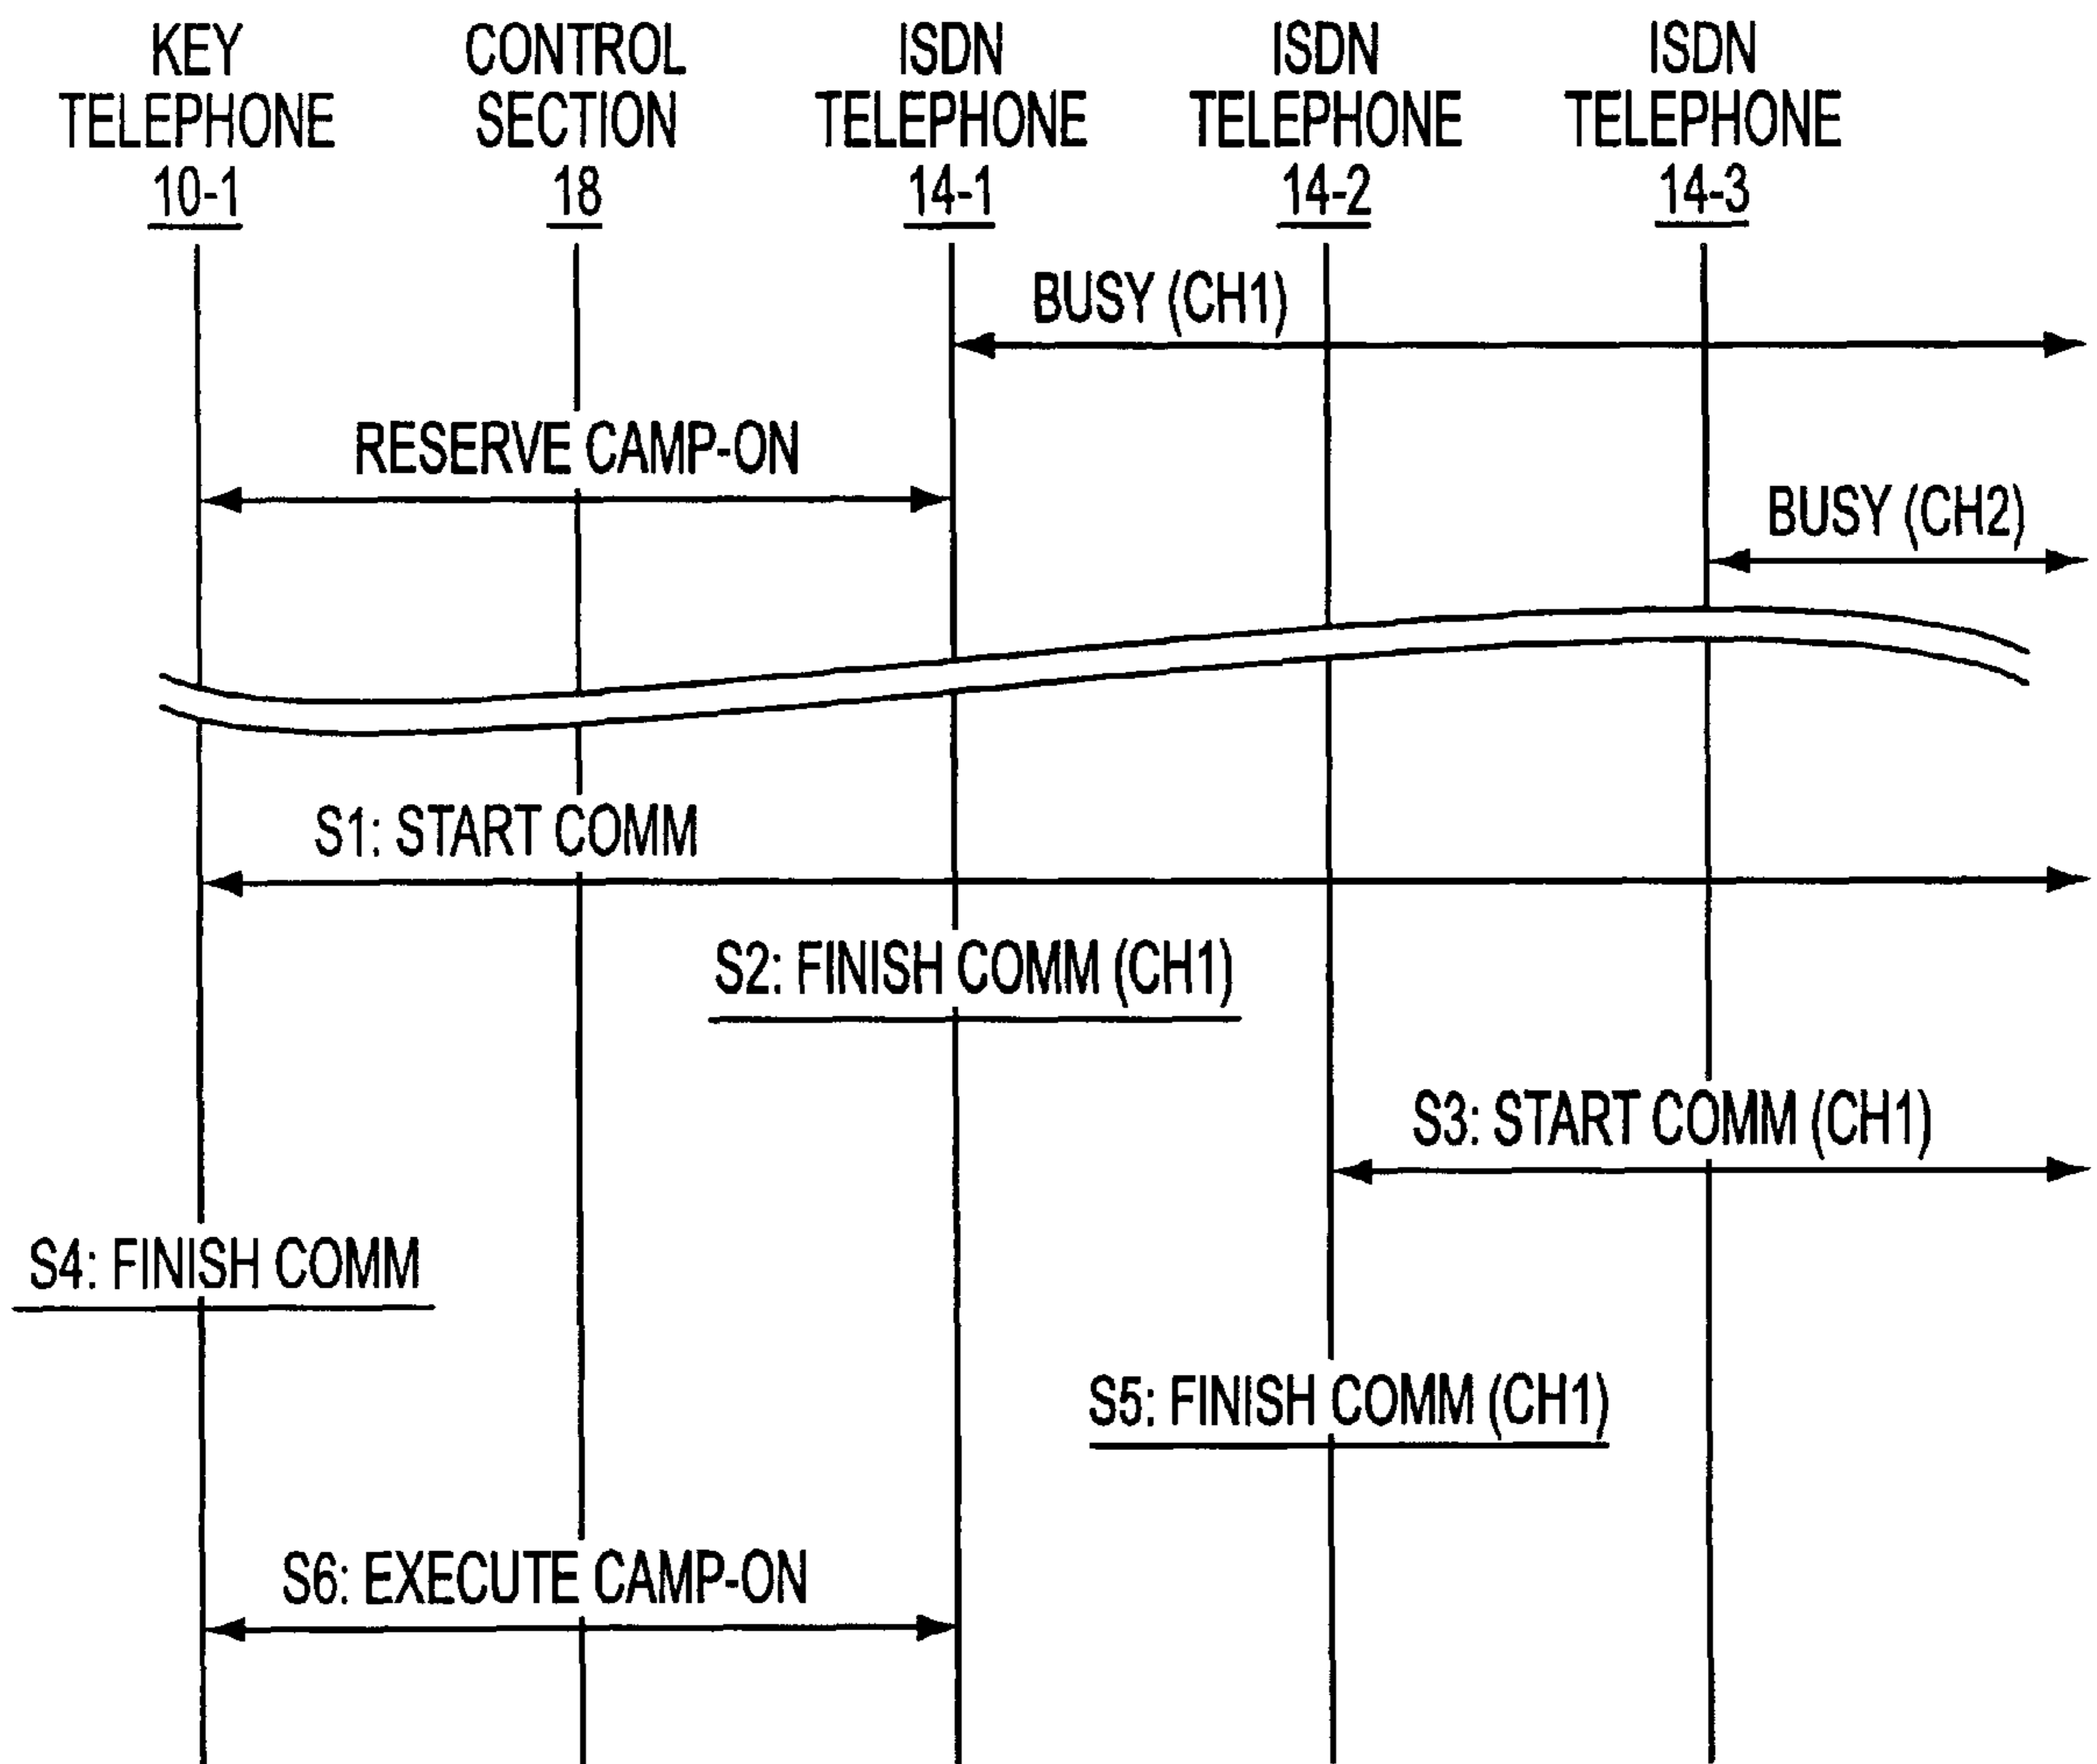 KEY
TELEPHONE
10-1
CONTROL
SECTION
18
ISDN
TELEPHONE
14-1
ISDN
TELEPHONE
14-2
ISDN
TELEPHONE
14-3
BUSY (CH1)
RESERVE CAMP-ON
BUSY (CH2)
S1: START COMM
S2: FINISH COMM (CH1)
S3: START COMM (CH1)
S4: FINISH COMM
S5: FINISH COMM (CH1)
S6: EXECUTE CAMP-ON